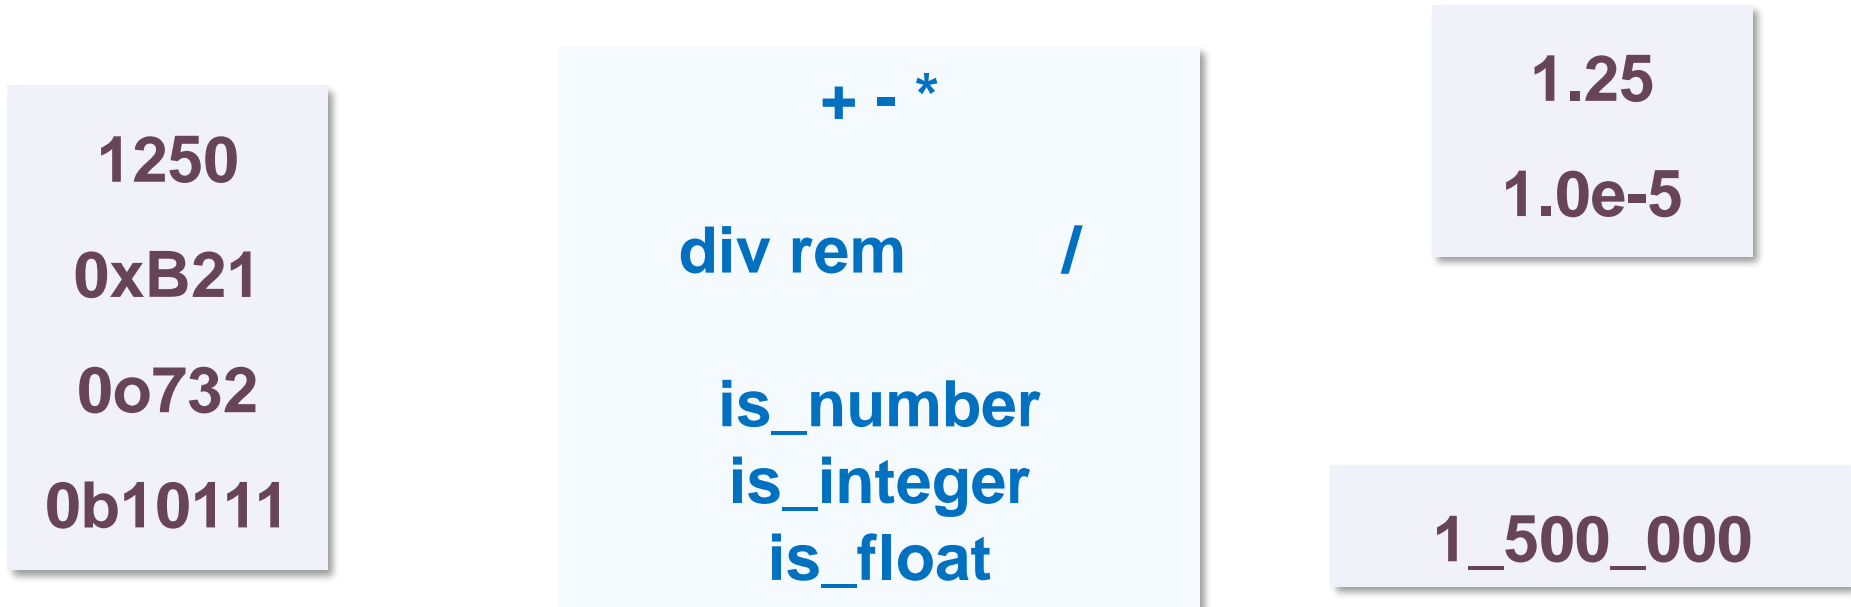 1250
0xB21
0o732
0b10111
+ - *
div rem /
is_number
is_integer
is_float
1.25
1.0e-5
1_500_000